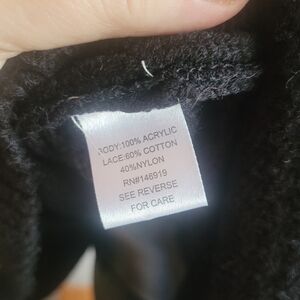 BODY:100% ACRYLIC
LACE:60% COTTON
40%NYLON
RN#146919
SEE REVERSE
FOR CARE